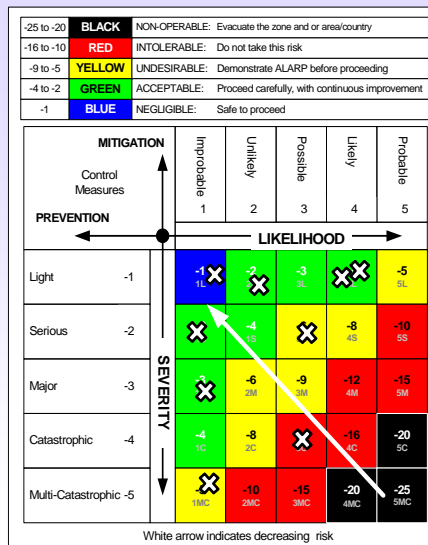 -25 to -20 BLACK NON-OPERABLE: Evacuate the zone and or area/country
-16 to -10 RED INTOLERABLE: Do not take this risk
-9 to -5 YELLOW UNDESIRABLE: Demonstrate ALARP before proceeding
-4 to -2 GREEN ACCEPTABLE: Proceed carefully, with continuous improvement
-1 BLUE NEGLIGIBLE: Safe to proceed
MITIGATION
Control
Measures
PREVENTION
Improbable Unlikely Possible Likely Probable
1 2 3 4 5
LIKELIHOOD
SEVERITY
Light -1 -1 -2 -3 -5
1L 3L 5L
Serious -2 -4 -8 -10
1S 4S 5S
Major -3 -6 -9 -12 -15
2M 3M 4M 5M
Catastrophic -4 -4 -8 -16 -20
1C 2C 4C 5C
Multi-Catastrophic -5 -10 -15 -20 -25
1MC 2MC 3MC 4MC 5MC
White arrow indicates decreasing risk